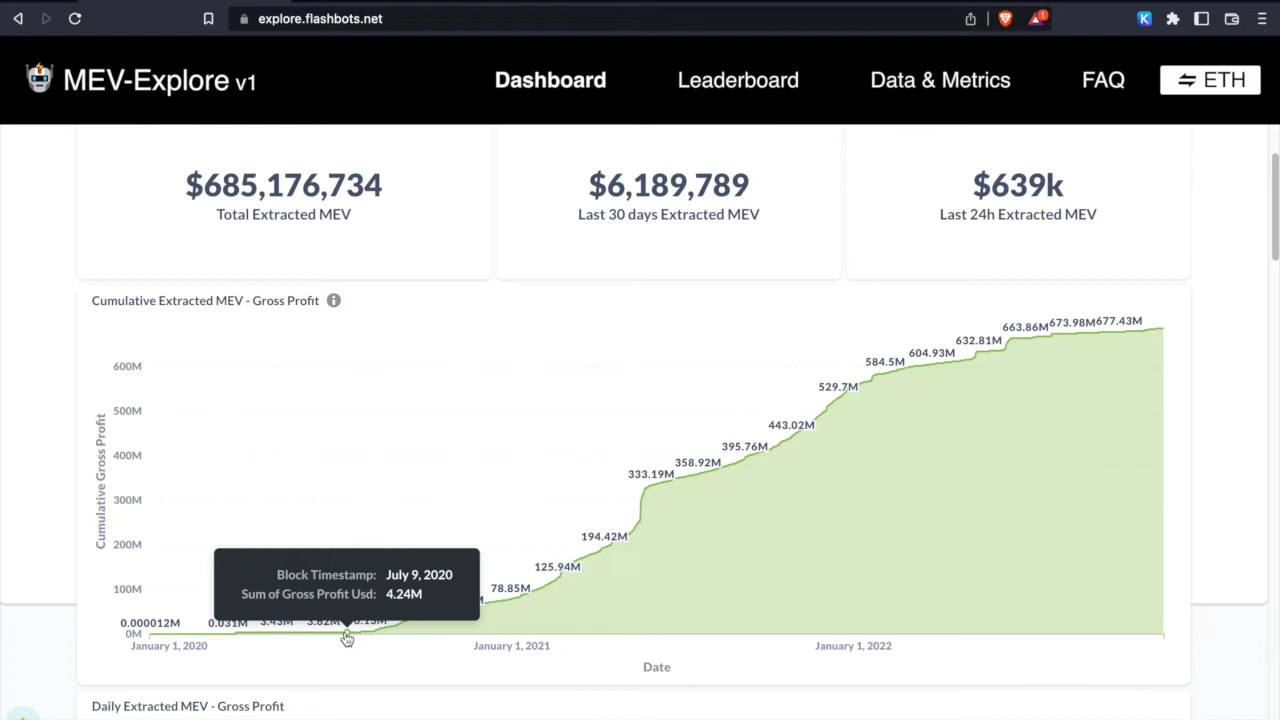 explore.flashbots.net
MEV-Explore v1
Dashboard
Leaderboard
Data & Metrics
FAQ
ETH
$685,176,734
Total Extracted MEV
$6,189,789
Last 30 days Extracted MEV
$639k
Last 24h Extracted MEV
Cumulative Extracted MEV - Gross Profit
663.86M
673.98M
677.43M
632.81M
604.93M
584.5M
600M
529.7M
500M
443.02M
395.76M
400M
358.92M
333.19M
300M
194.42M
200M
125.94M
100M
78.85M
Block Timestamp: July 9, 2020
Sum of Gross Profit Usd: 4.24M
0.000012M
0.031M
3.43M
3.62M
0M
January 1, 2020
January 1, 2021
January 1, 2022
Date
Cumulative Gross Profit
Daily Extracted MEV - Gross Profit
K
1